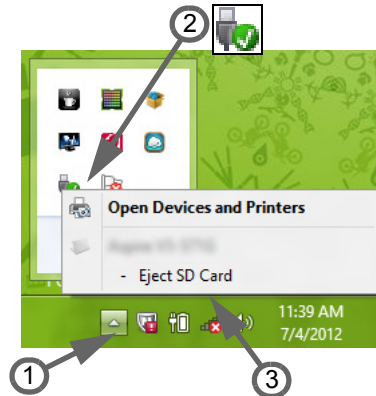 2
Open Devices and Printers
- Eject SD Card
11:39 AM
7/4/2012
1
3